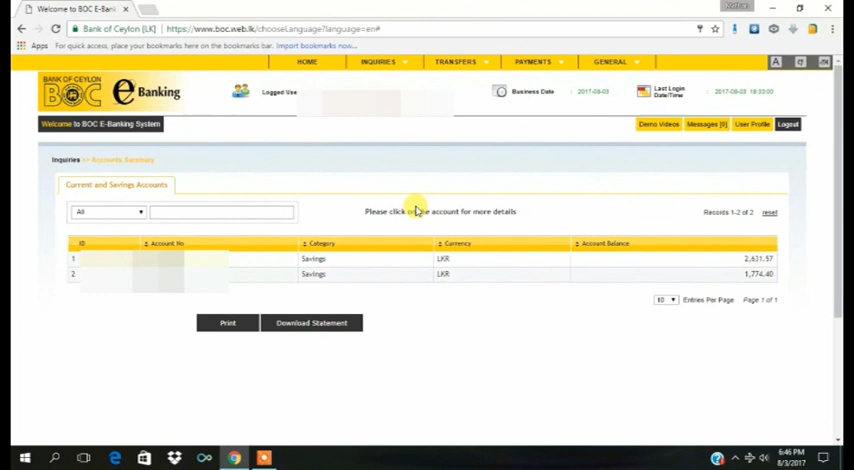 Welcome to BOC E-Bankin
Nathan
Bank of Ceylon [LK] | https://www.boc.web.lk/chooseLanguage?language=en#
Apps For quick access, place your bookmarks here on the bookmarks bar. Import bookmarks now...
HOME INQUIRIES TRANSFERS PAYMENTS GENERAL A
BANK OF CEYLON
BOC e Banking
Logged Use
Business Date : 2017-08-03
Last Login Date/Time : 2017-08-03 18:33:03
Welcome to BOC E-Banking System
Demo Videos Messages [0] User Profile Logout
Inquiries >> Accounts Summary
Current and Savings Accounts
All
Please click on the account for more details
Records 1-2 of 2 reset
ID Account No Category Currency Account Balance
1 Savings LKR 2,631.57
2 Savings LKR 1,774.40
10 Entries Per Page Page 1 of 1
Print Download Statement
6:46 PM
8/3/2017